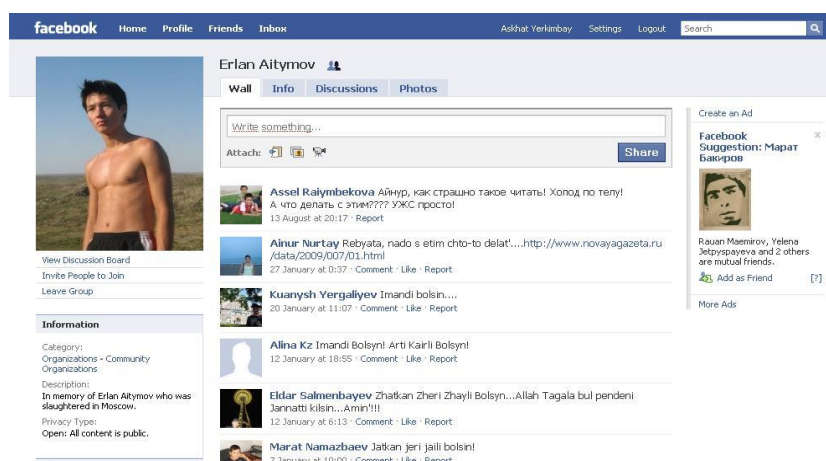 facebook Home Profile Friends Inbox Askhat Yerkimbay Settings Logout Search
Erlan Aitymov
Wall Info Discussions Photos
Write something...
Attach:
Share
Assel Raiymbekova Айнур, как страшно такое читать! Холод по телу!
А что делать с этим???? УЖС просто!
13 August at 20:17 · Report
Ainur Nurtay Rebyata, nado s etim chto-to delat'....http://www.novayagazeta.ru
/data/2009/007/01.html
27 January at 0:37 · Comment · Like · Report
Kuanysh Yergaliyev Imandi bolsin....
20 January at 11:07 · Comment · Like · Report
Alina Kz Imandi Bolsyn! Arti Kairli Bolsyn!
12 January at 18:55 · Comment · Like · Report
Eldar Salmenbayev Zhatkan Zheri Zhayli Bolsyn...Allah Tagala bul pendeni
Jannatti kilsin...Amin'!!!
12 January at 6:13 · Comment · Like · Report
Marat Namazbaev Jatkan jeri jaili bolsin!
7 January at 19:00 · Comment · Like · Report
View Discussion Board
Invite People to Join
Leave Group
Information
Category:
Organizations - Community
Organizations
Description:
In memory of Erlan Aitymov who was
slaughtered in Moscow.
Privacy Type:
Open: All content is public.
Create an Ad
Facebook
Suggestion: Марат
Бакиров
Rauan Maemirov, Yelena
Jetpyspayeva and 2 others
are mutual friends.
Add as Friend [?]
More Ads